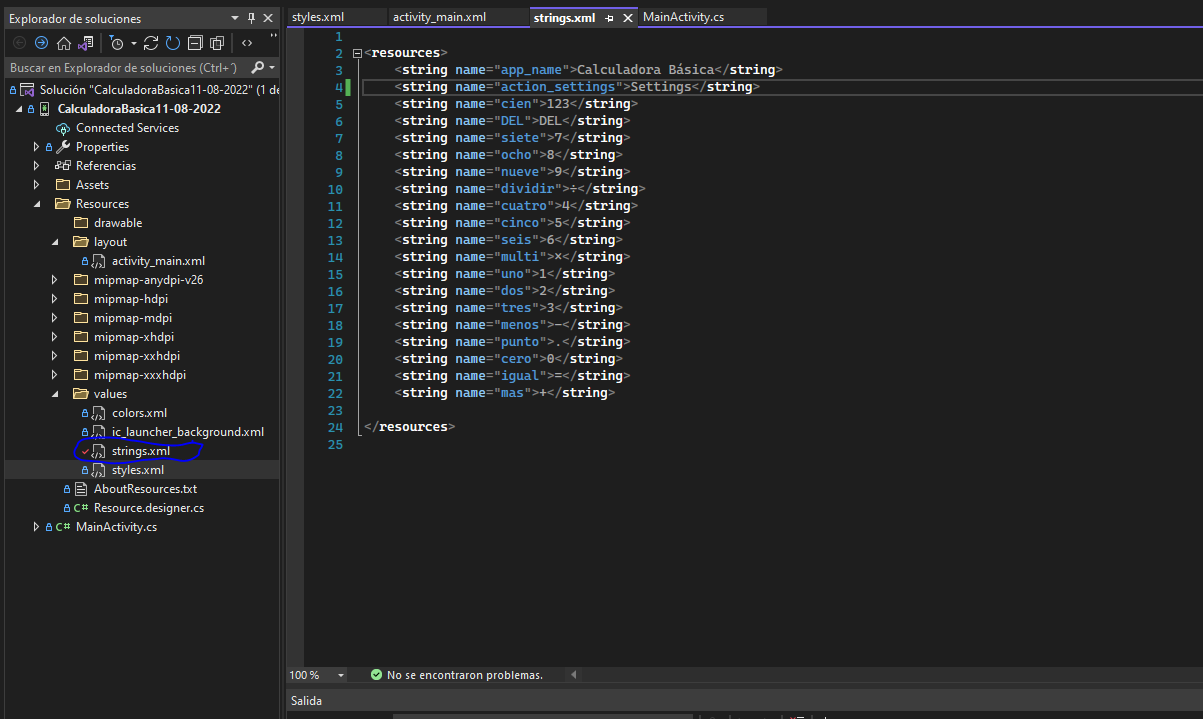 Explorador de soluciones
Buscar en Explorador de soluciones (Ctrl+´)
Solución "CalculadoraBasica11-08-2022" (1 de
CalculadoraBasica11-08-2022
Connected Services
Properties
Referencias
Assets
Resources
drawable
layout
activity_main.xml
mipmap-anydpi-v26
mipmap-hdpi
mipmap-mdpi
mipmap-xhdpi
mipmap-xxhdpi
mipmap-xxxhdpi
values
colors.xml
ic_launcher_background.xml
strings.xml
styles.xml
AboutResources.txt
C# Resource.designer.cs
C# MainActivity.cs
styles.xml activity_main.xml strings.xml MainActivity.cs
1
2 <resources>
3 <string name="app_name">Calculadora Básica</string>
4 <string name="action_settings">Settings</string>
5 <string name="cien">123</string>
6 <string name="DEL">DEL</string>
7 <string name="siete">7</string>
8 <string name="ocho">8</string>
9 <string name="nueve">9</string>
10 <string name="dividir">÷</string>
11 <string name="cuatro">4</string>
12 <string name="cinco">5</string>
13 <string name="seis">6</string>
14 <string name="multi">×</string>
15 <string name="uno">1</string>
16 <string name="dos">2</string>
17 <string name="tres">3</string>
18 <string name="menos">-</string>
19 <string name="punto">.</string>
20 <string name="cero">0</string>
21 <string name="igual">=</string>
22 <string name="mas">+</string>
23
24 </resources>
25
100 % No se encontraron problemas.
Salida